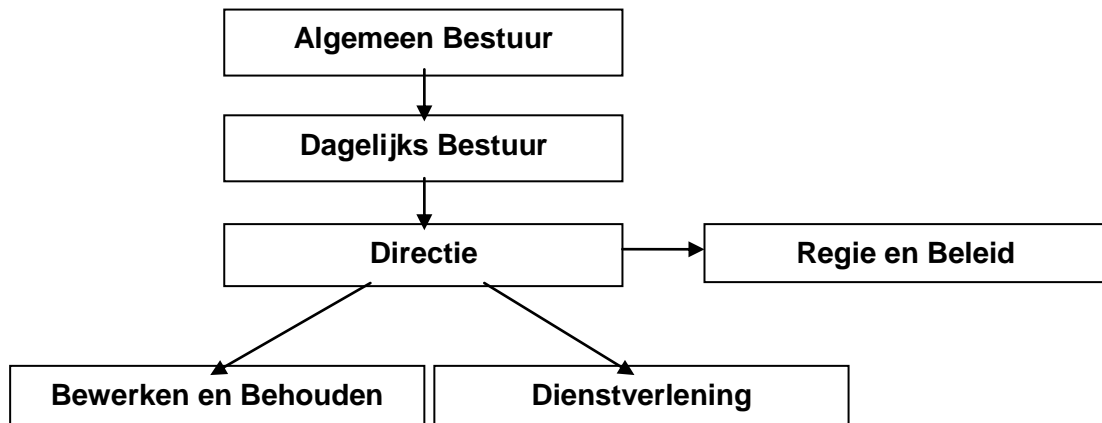 Algemeen Bestuur
Dagelijks Bestuur
Directie
Regie en Beleid
Bewerken en Behouden
Dienstverlening